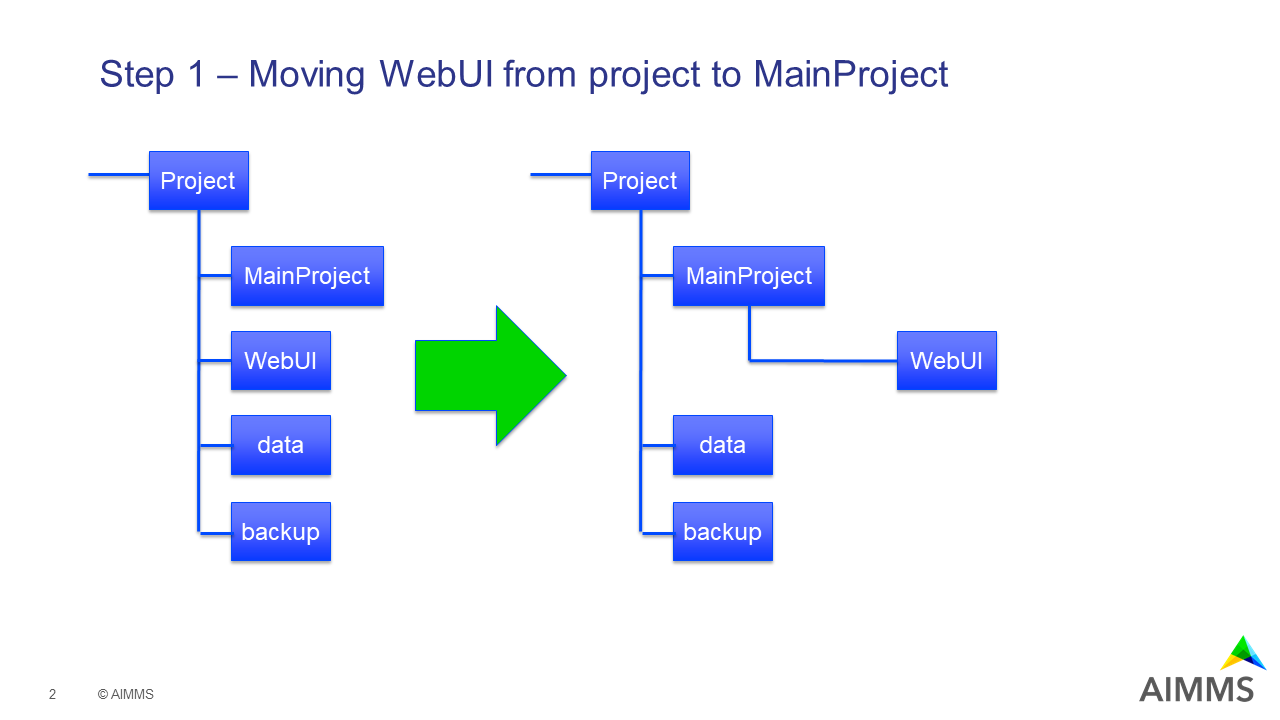 Step 1 – Moving WebUI from project to MainProject
Project
MainProject
WebUI
data
backup
Project
MainProject
WebUI
data
backup
2
© AIMMS
AIMMS